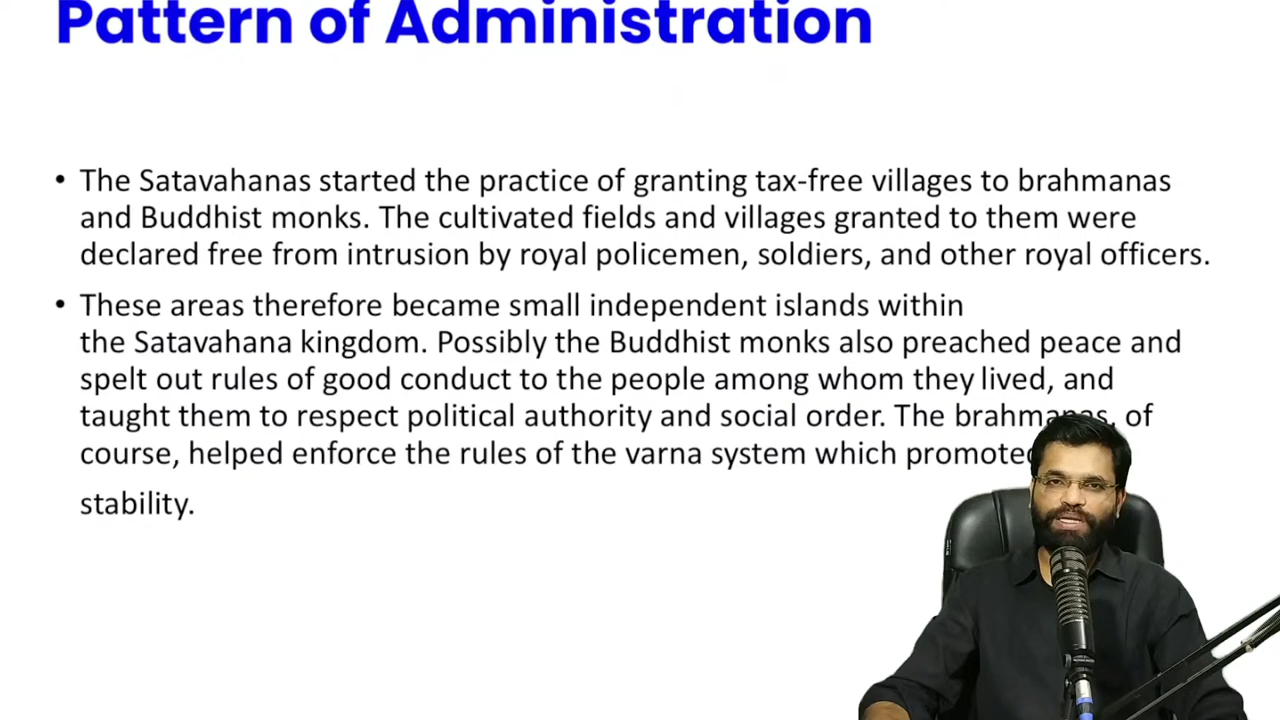 Pattern of Administration
• The Satavahanas started the practice of granting tax-free villages to brahmanas
and Buddhist monks. The cultivated fields and villages granted to them were
declared free from intrusion by royal policemen, soldiers, and other royal officers.
• These areas therefore became small independent islands within
the Satavahana kingdom. Possibly the Buddhist monks also preached peace and
spelt out rules of good conduct to the people among whom they lived, and
taught them to respect political authority and social order. The brahmanas, of
course, helped enforce the rules of the varna system which promoted
stability.